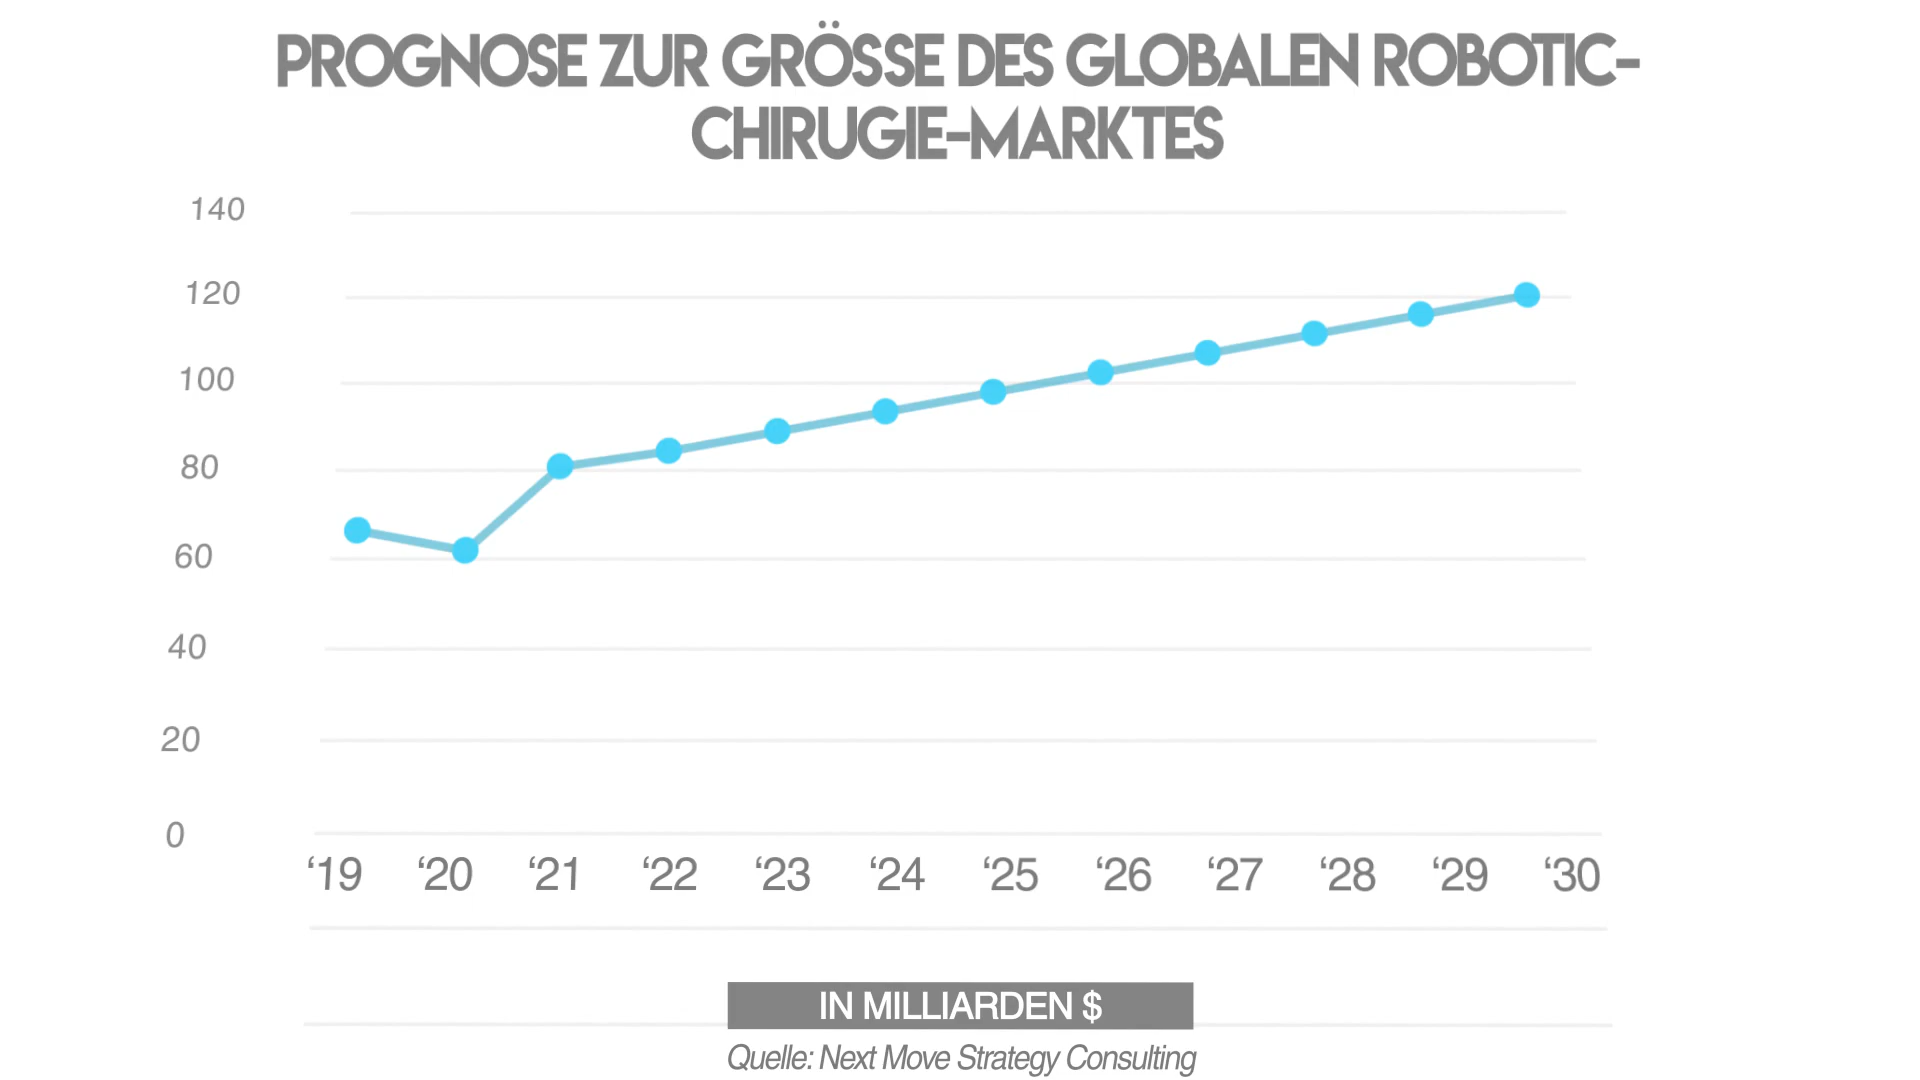 PROGNOSE ZUR GRÖSSE DES GLOBALEN ROBOTIC-
CHIRUGIE-MARKTES
140
120
100
80
60
40
20
0
‘19 ‘20 ‘21 ‘22 ‘23 ‘24 ‘25 ‘26 ‘27 ‘28 ‘29 ‘30
IN MILLIARDEN $
Quelle: Next Move Strategy Consulting